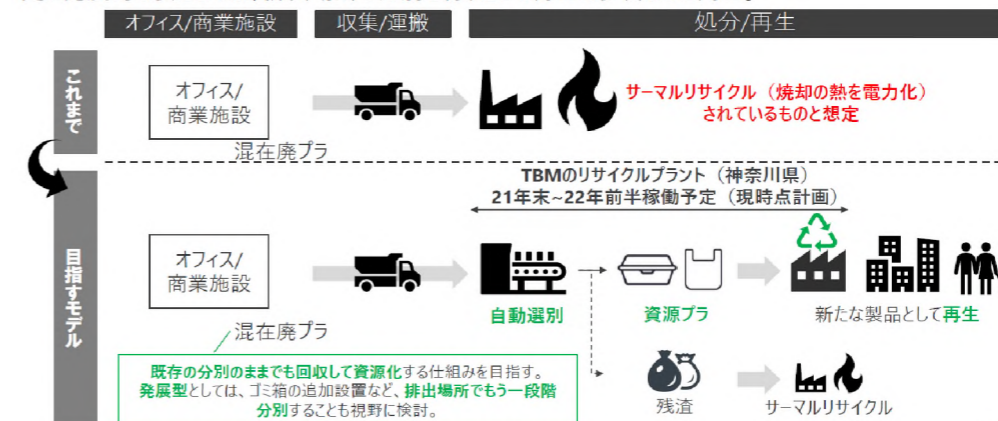 オフィス/商業施設
収集/運搬
処分/再生
これまで
オフィス/
商業施設
混在廃プラ
サーマルリサイクル（焼却の熱を電力化）
されているものと想定
TBMのリサイクルプラント（神奈川県）
21年末~22年前半稼働予定（現時点計画）
目指すモデル
オフィス/
商業施設
混在廃プラ
自動選別
資源プラ
新たな製品として再生
既存の分別のままでも回収して資源化する仕組みを目指す。
発展型としては、ゴミ箱の追加設置など、排出場所でもう一段階
分別することも視野に検討。
残渣
サーマルリサイクル